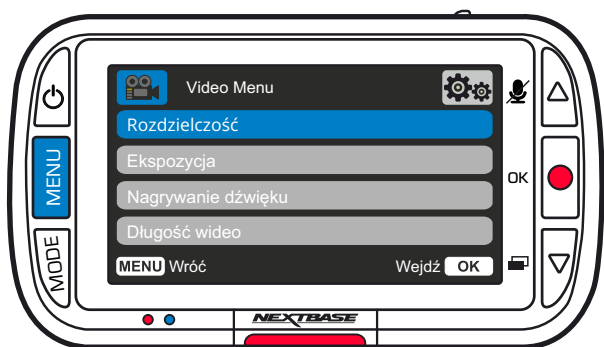 Video Menu
Rozdzielczość
Ekspozycja
Nagrywanie dźwięku
Długość wideo
MENU Wróć
Wejdź OK
MENU
MODE
OK
NEXTBASE